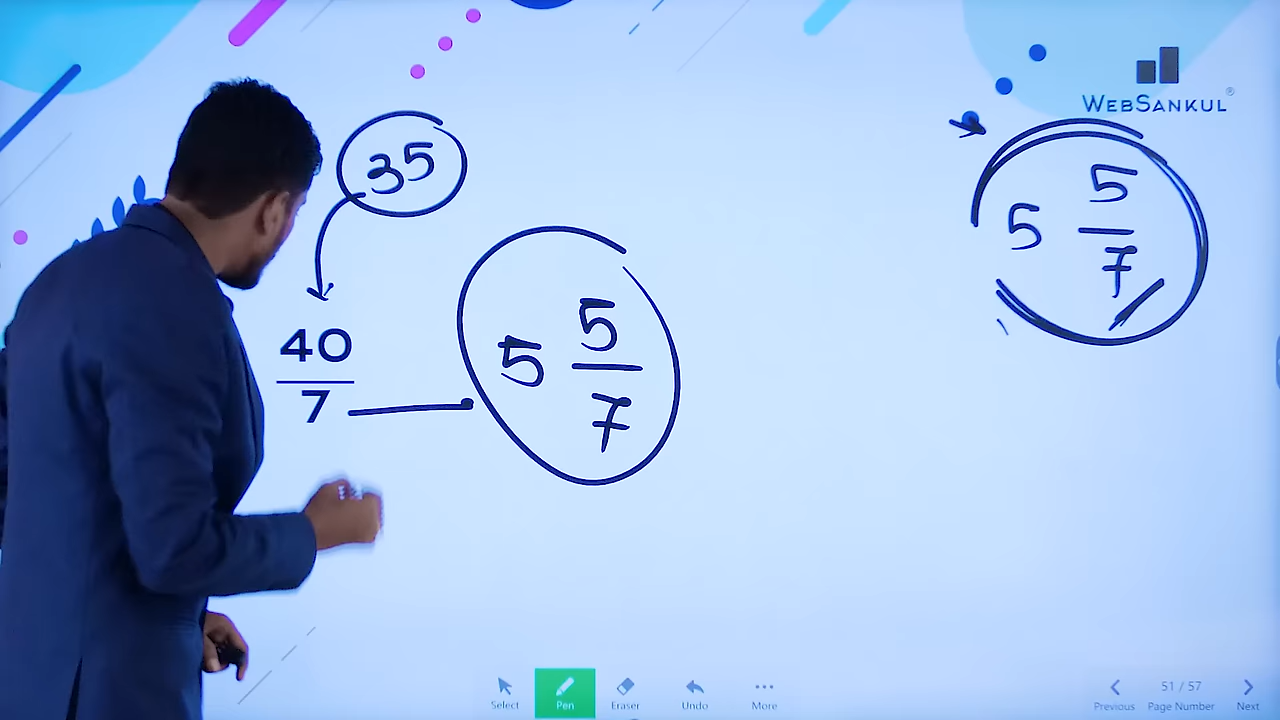 WEBSANKUL®
35
40
7
5 5
7
5 5
7
Select
Pen
Eraser
Undo
More
51 / 57
Previous
Page Number
Next